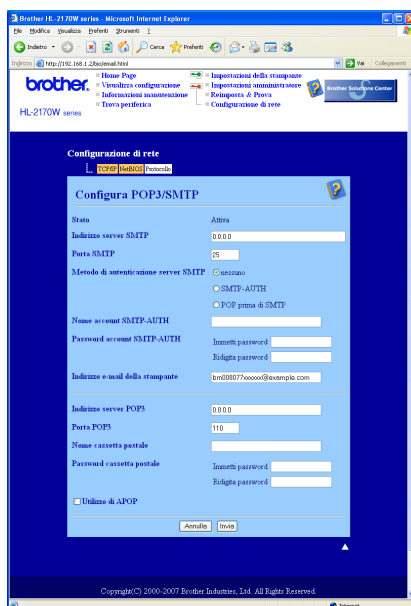 Brother HL-2170W series - Microsoft Internet Explorer
File Modifica Visualizza Preferiti Strumenti ?
Indietro Cerca Preferiti
Indirizzo http://192.168.1.2/bio/email.html Vai Collegamenti
brother.
HL-2170W series
Home Page
Visualizza configurazione
Informazioni manutenzione
Trova periferica
Impostazioni della stampante
Impostazioni amministratore
Reimposta & Prova
Configurazione di rete
Brother Solutions Center
Configurazione di rete
TCP/IP NetBIOS Protocollo
Configura POP3/SMTP
Stato Attiva
Indirizzo server SMTP 0.0.0.0
Porta SMTP 25
Metodo di autenticazione server SMTP nessuno
SMTP-AUTH
POP prima di SMTP
Nome account SMTP-AUTH
Password account SMTP-AUTH Immetti password
Ridigita password
Indirizzo e-mail della stampante brn008077xxxxxx@example.com
Indirizzo server POP3 0.0.0.0
Porta POP3 110
Nome cassetta postale
Password cassetta postale Immetti password
Ridigita password
Utilizzo di APOP
Annulla Invia
Copyright(C) 2000-2007 Brother Industries, Ltd. All Rights Reserved.
Internet